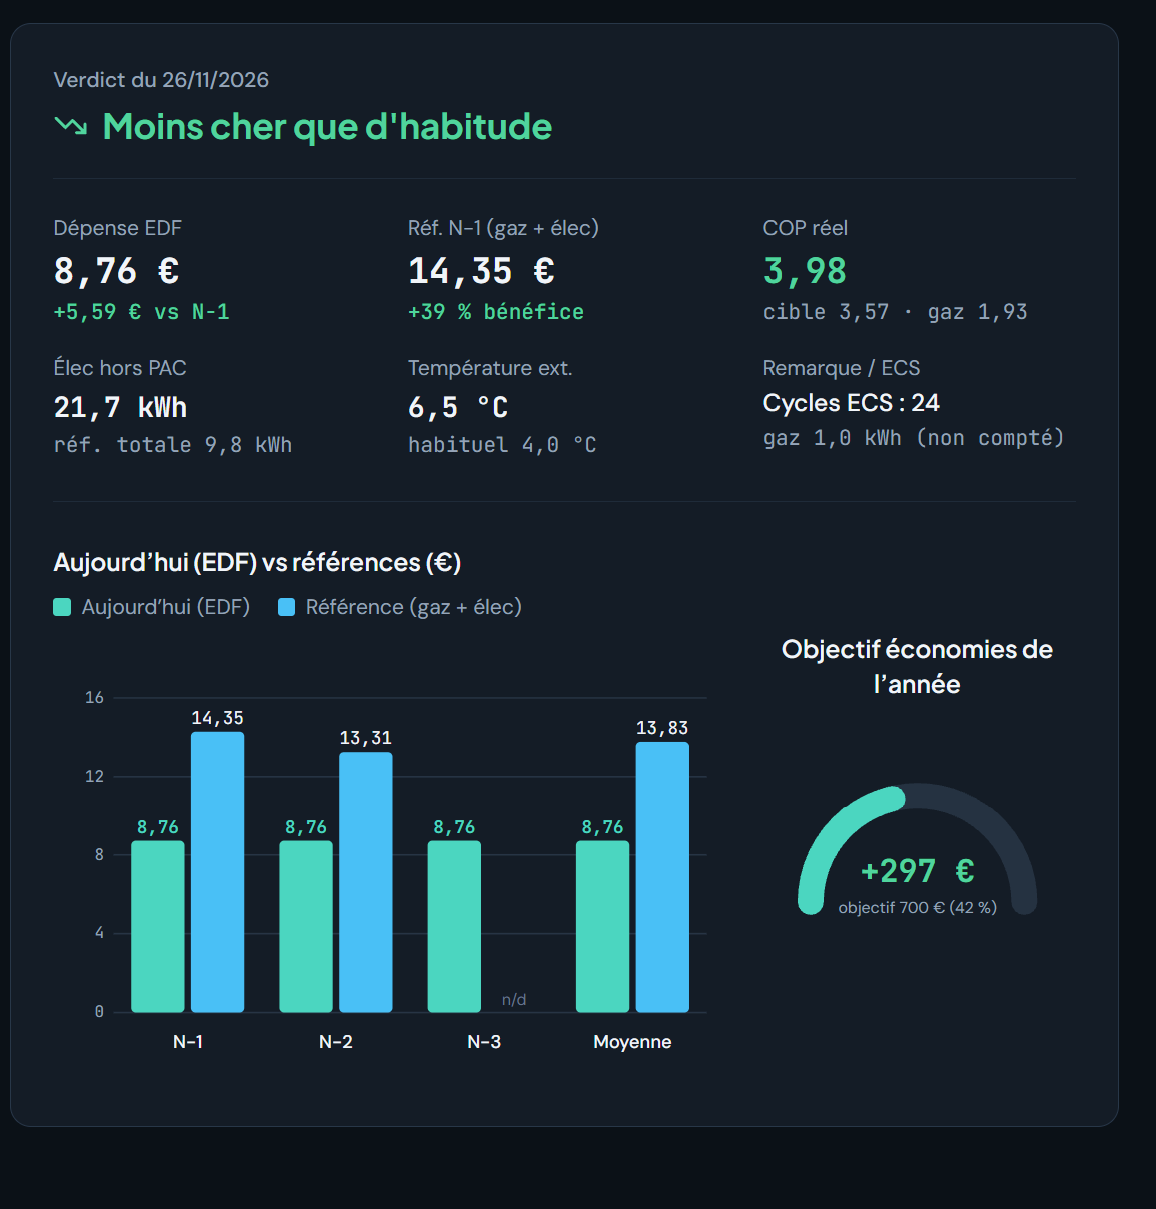 Verdict du 26/11/2026
Moins cher que d'habitude
Dépense EDF
8,76 €
+5,59 € vs N-1
Réf. N-1 (gaz + élec)
14,35 €
+39 % bénéfice
COP réel
3,98
cible 3,57 · gaz 1,93
Élec hors PAC
21,7 kWh
réf. totale 9,8 kWh
Température ext.
6,5 °C
habituel 4,0 °C
Remarque / ECS
Cycles ECS : 24
gaz 1,0 kWh (non compté)
Aujourd’hui (EDF) vs références (€)
Aujourd’hui (EDF)
Référence (gaz + élec)
16
12
8
4
0
8,76
14,35
8,76
13,31
8,76
n/d
8,76
13,83
N-1
N-2
N-3
Moyenne
Objectif économies de
l’année
+297 €
objectif 700 € (42 %)